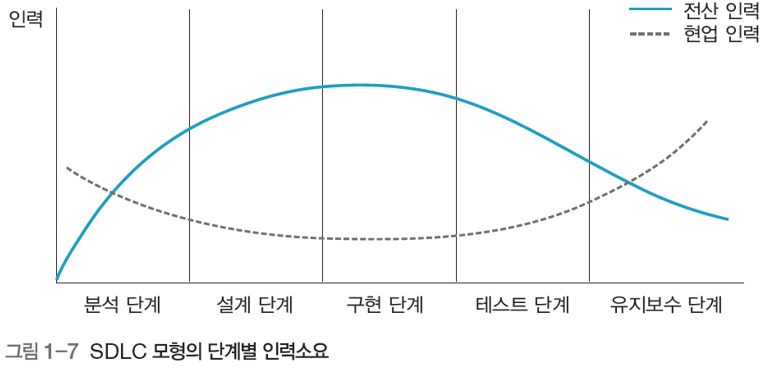 인력
전산 인력
현업 인력
분석 단계
설계 단계
구현 단계
테스트 단계
유지보수 단계
그림 1-7 SDLC 모형의 단계별 인력소요